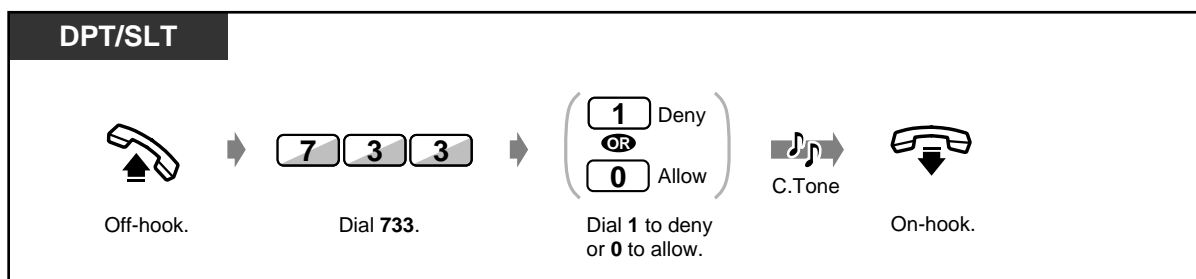 DPT/SLT
7 3 3
1 Deny
OR
0 Allow
C.Tone
Off-hook.
Dial 733.
Dial 1 to deny
or 0 to allow.
On-hook.